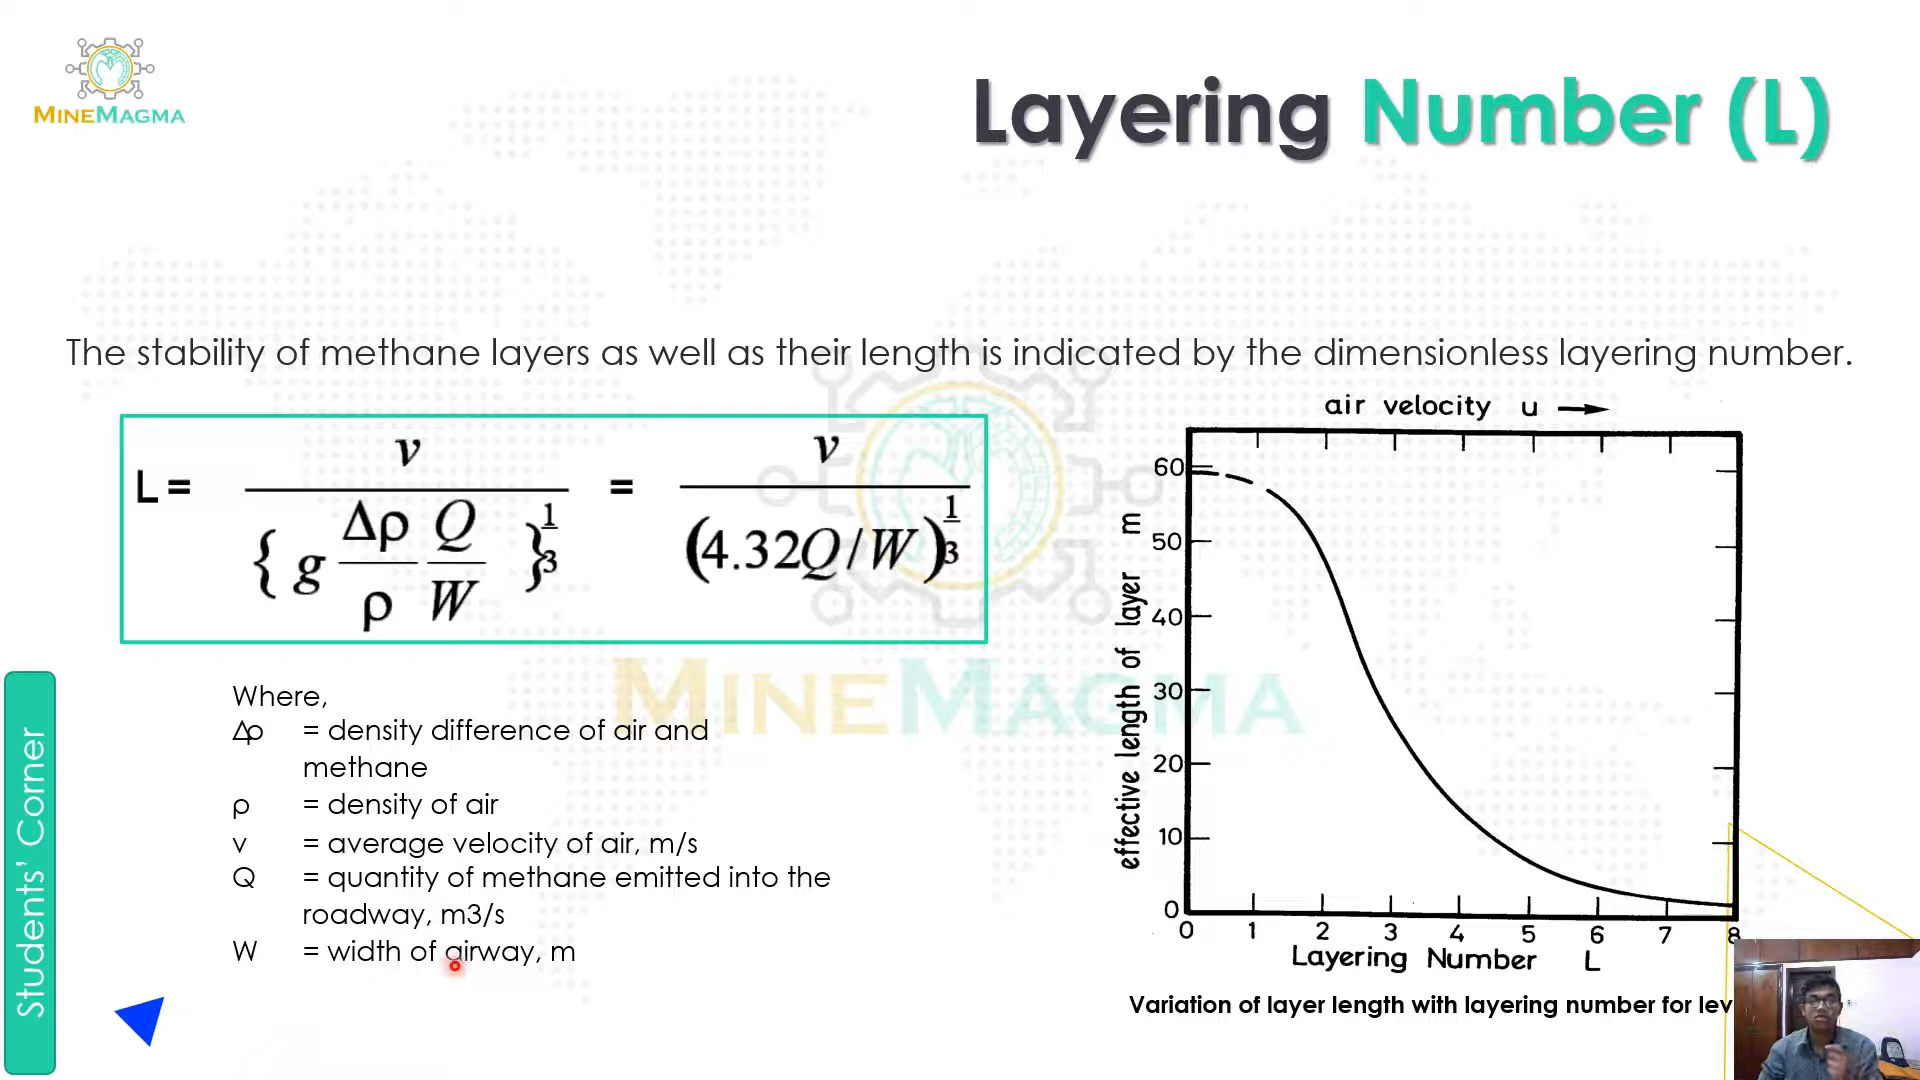 MINEMAGMA
Layering Number (L)
The stability of methane layers as well as their length is indicated by the dimensionless layering number.
L = v / { g Δρ/ρ Q/W }^1/3 = v / (4.32Q/W)^1/3
Where,
Δρ = density difference of air and
methane
ρ = density of air
v = average velocity of air, m/s
Q = quantity of methane emitted into the
roadway, m3/s
W = width of airway, m
Students' Corner
MINEMAGMA
air velocity u →
effective length of layer m
60
50
40
30
20
10
0
0 1 2 3 4 5 6 7 8
Layering Number L
Variation of layer length with layering number for lev